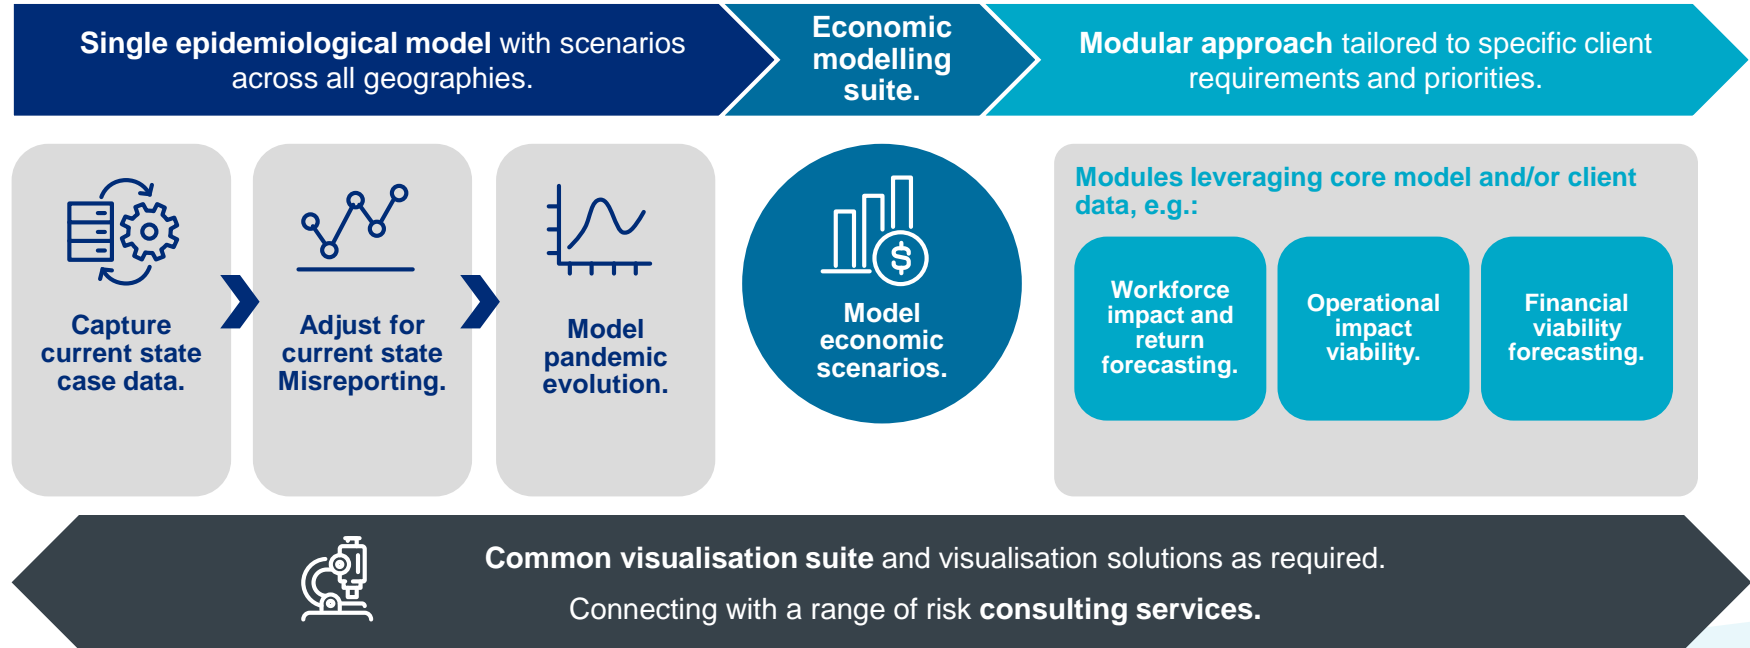 Single epidemiological model with scenarios
across all geographies.
Economic
modelling
suite.
Modular approach tailored to specific client
requirements and priorities.
Capture
current state
case data.
Adjust for
current state
Misreporting.
Model
pandemic
evolution.
$
Model
economic
scenarios.
Modules leveraging core model and/or client
data, e.g.:
Workforce
impact and
return
forecasting.
Operational
impact
viability.
Financial
viability
forecasting.
Common visualisation suite and visualisation solutions as required.
Connecting with a range of risk consulting services.